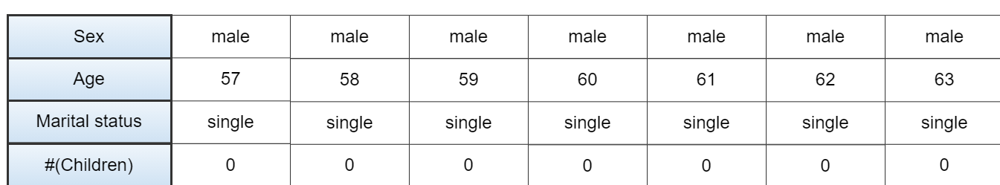 Sex male male male male male male male
Age 57 58 59 60 61 62 63
Marital status single single single single single single single
#(Children) 0 0 0 0 0 0 0